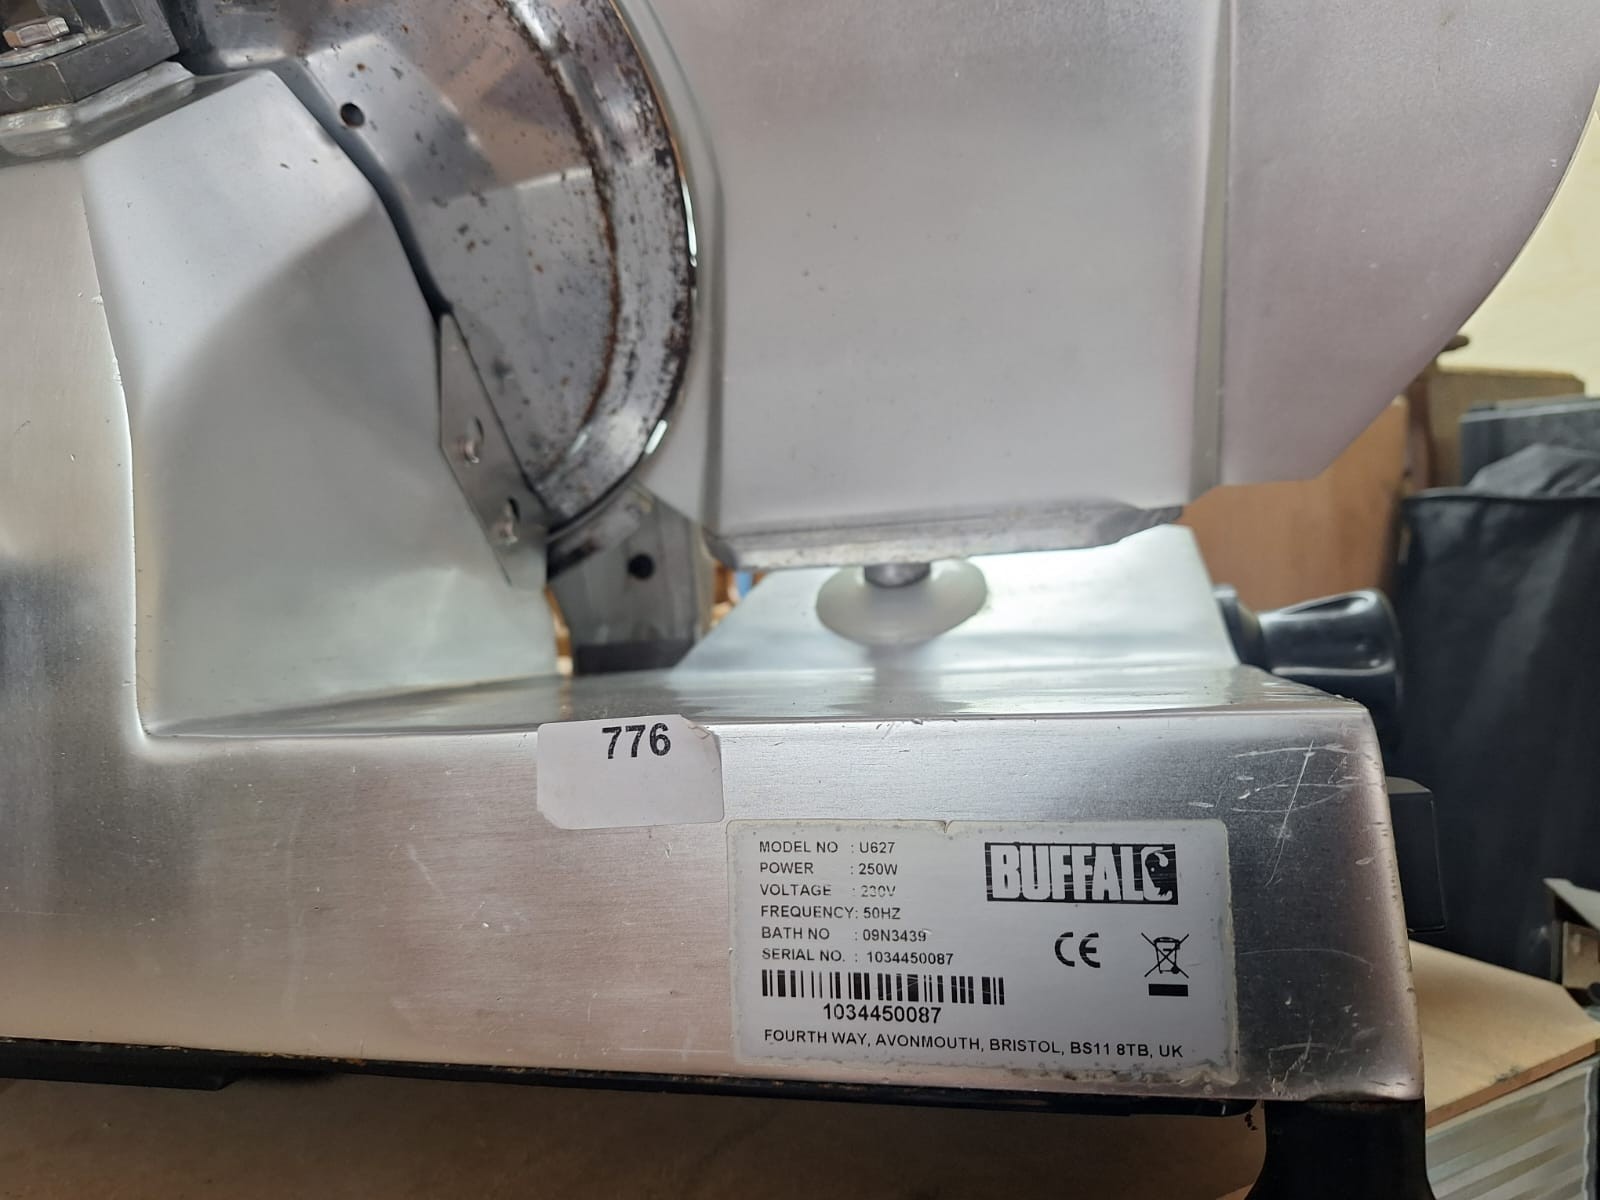 776
MODEL NO : U627
POWER : 250W
VOLTAGE : 230V
FREQUENCY: 50HZ
BATH NO : 09N3439
SERIAL NO. : 1034450087
BUFFALO
CE
1034450087
FOURTH WAY, AVONMOUTH, BRISTOL, BS11 8TB, UK